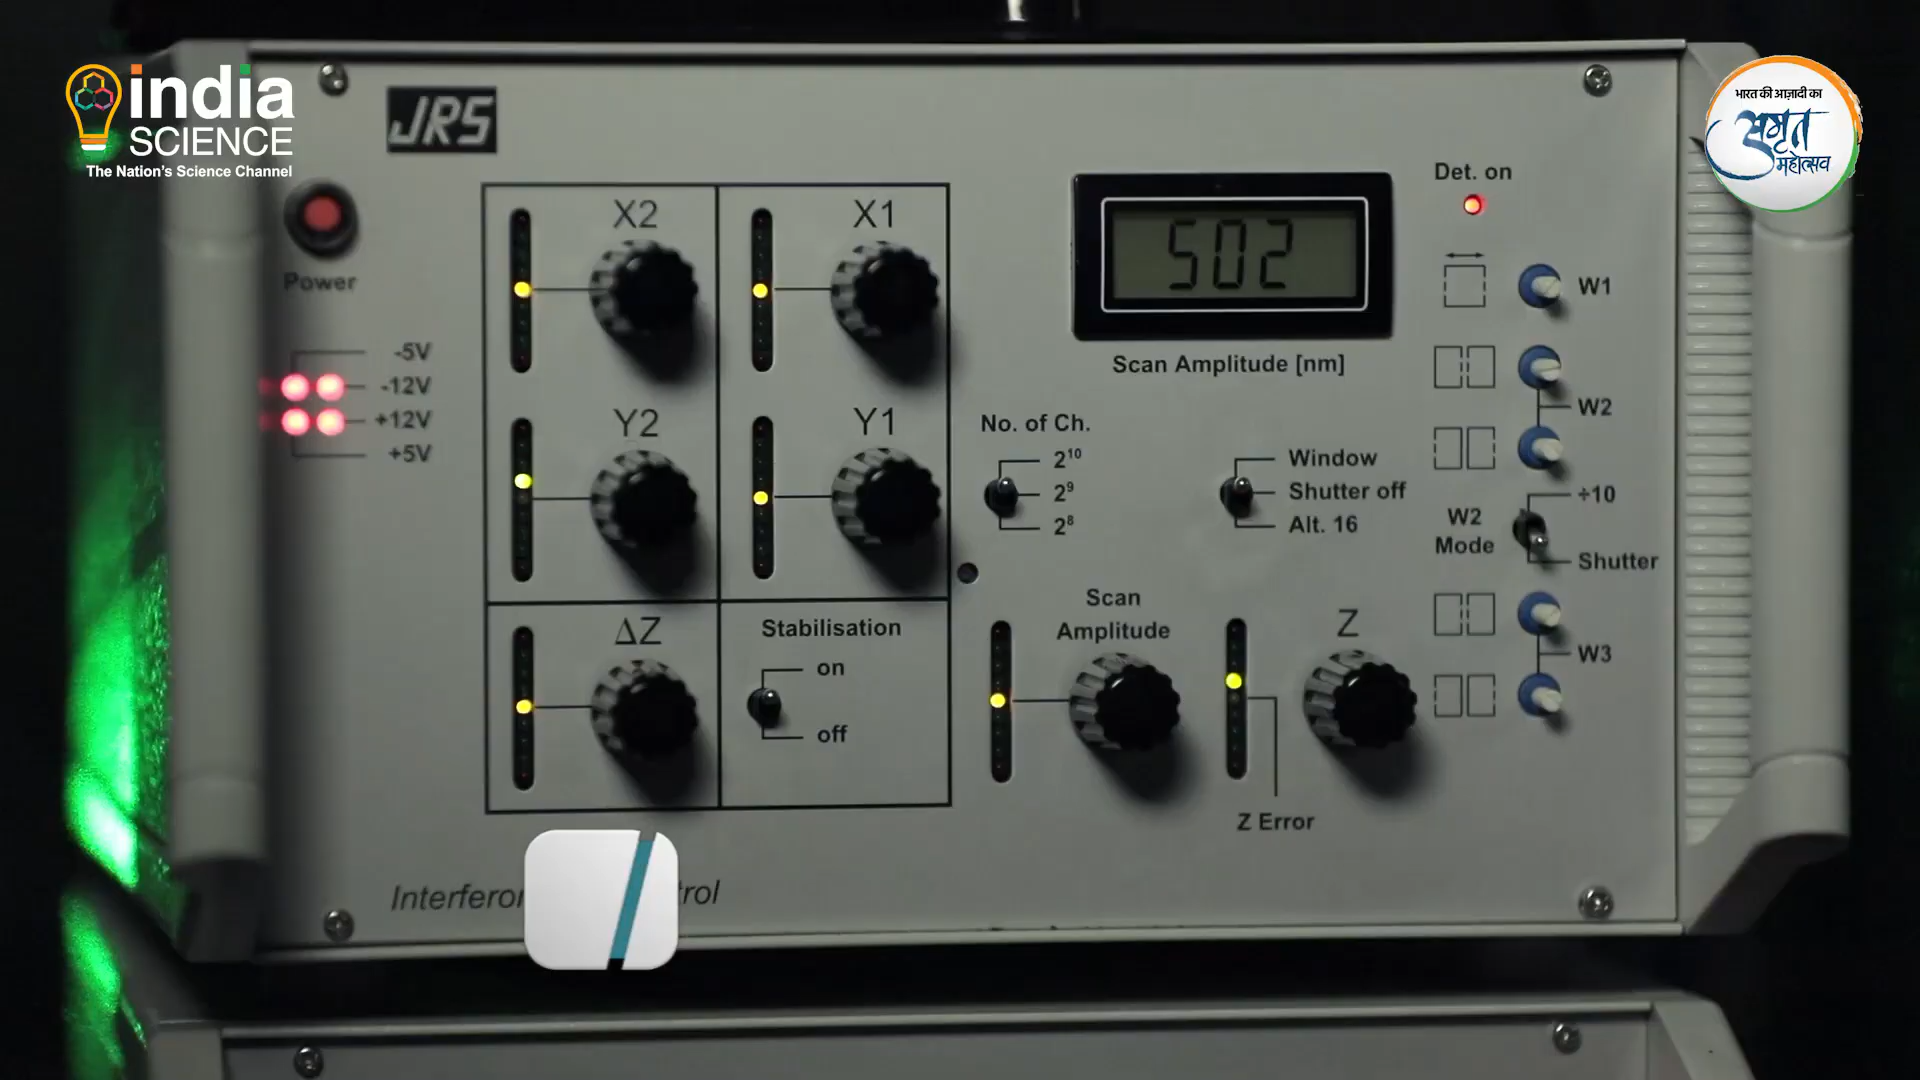 india
SCIENCE
The Nation's Science Channel
भारत की आज़ादी का
अमृत
महोत्सव
JRS
Power
-5V
-12V
+12V
+5V
X2
X1
Y2
Y1
ΔZ
Stabilisation
on
off
502
Scan Amplitude [nm]
No. of Ch.
2¹⁰
2⁹
2⁸
Window
Shutter off
Alt. 16
Scan
Amplitude
Z
Z Error
Det. on
W1
W2
÷10
W2
Mode
Shutter
W3